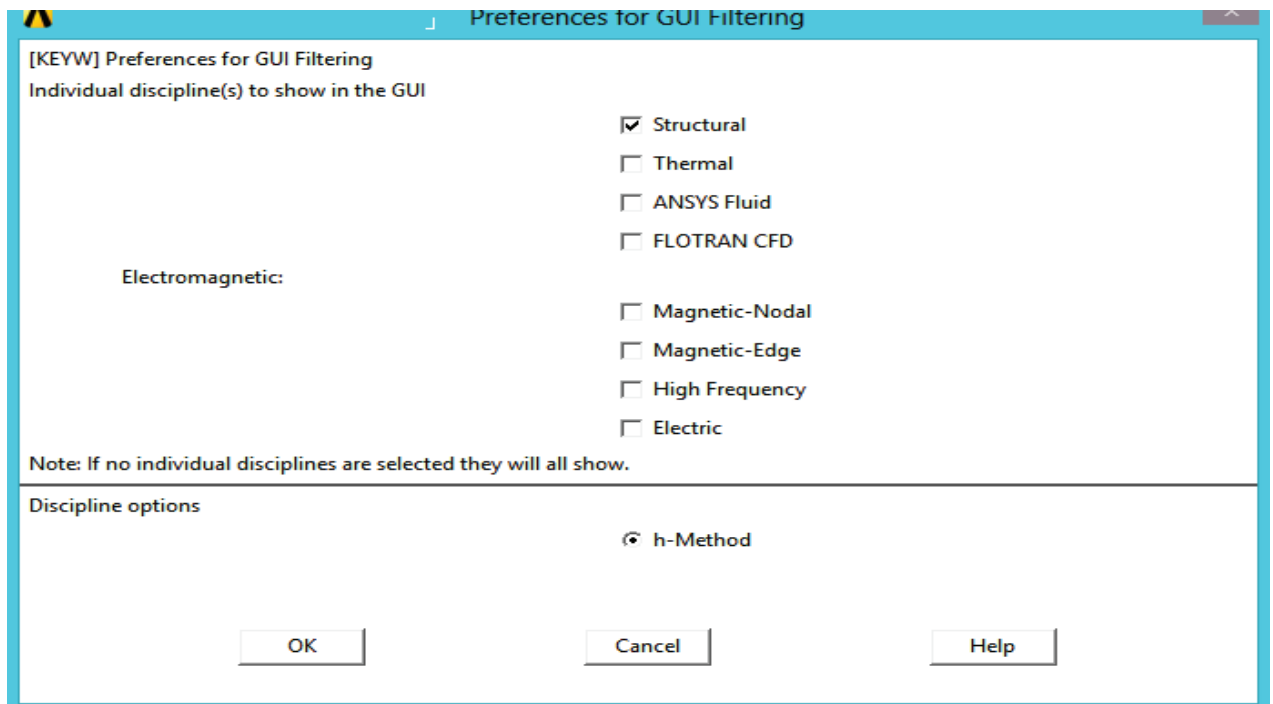 Preferences for GUI Filtering
[KEYW] Preferences for GUI Filtering
Individual discipline(s) to show in the GUI
Structural
Thermal
ANSYS Fluid
FLOTRAN CFD
Electromagnetic:
Magnetic-Nodal
Magnetic-Edge
High Frequency
Electric
Note: If no individual disciplines are selected they will all show.
Discipline options
h-Method
OK Cancel Help